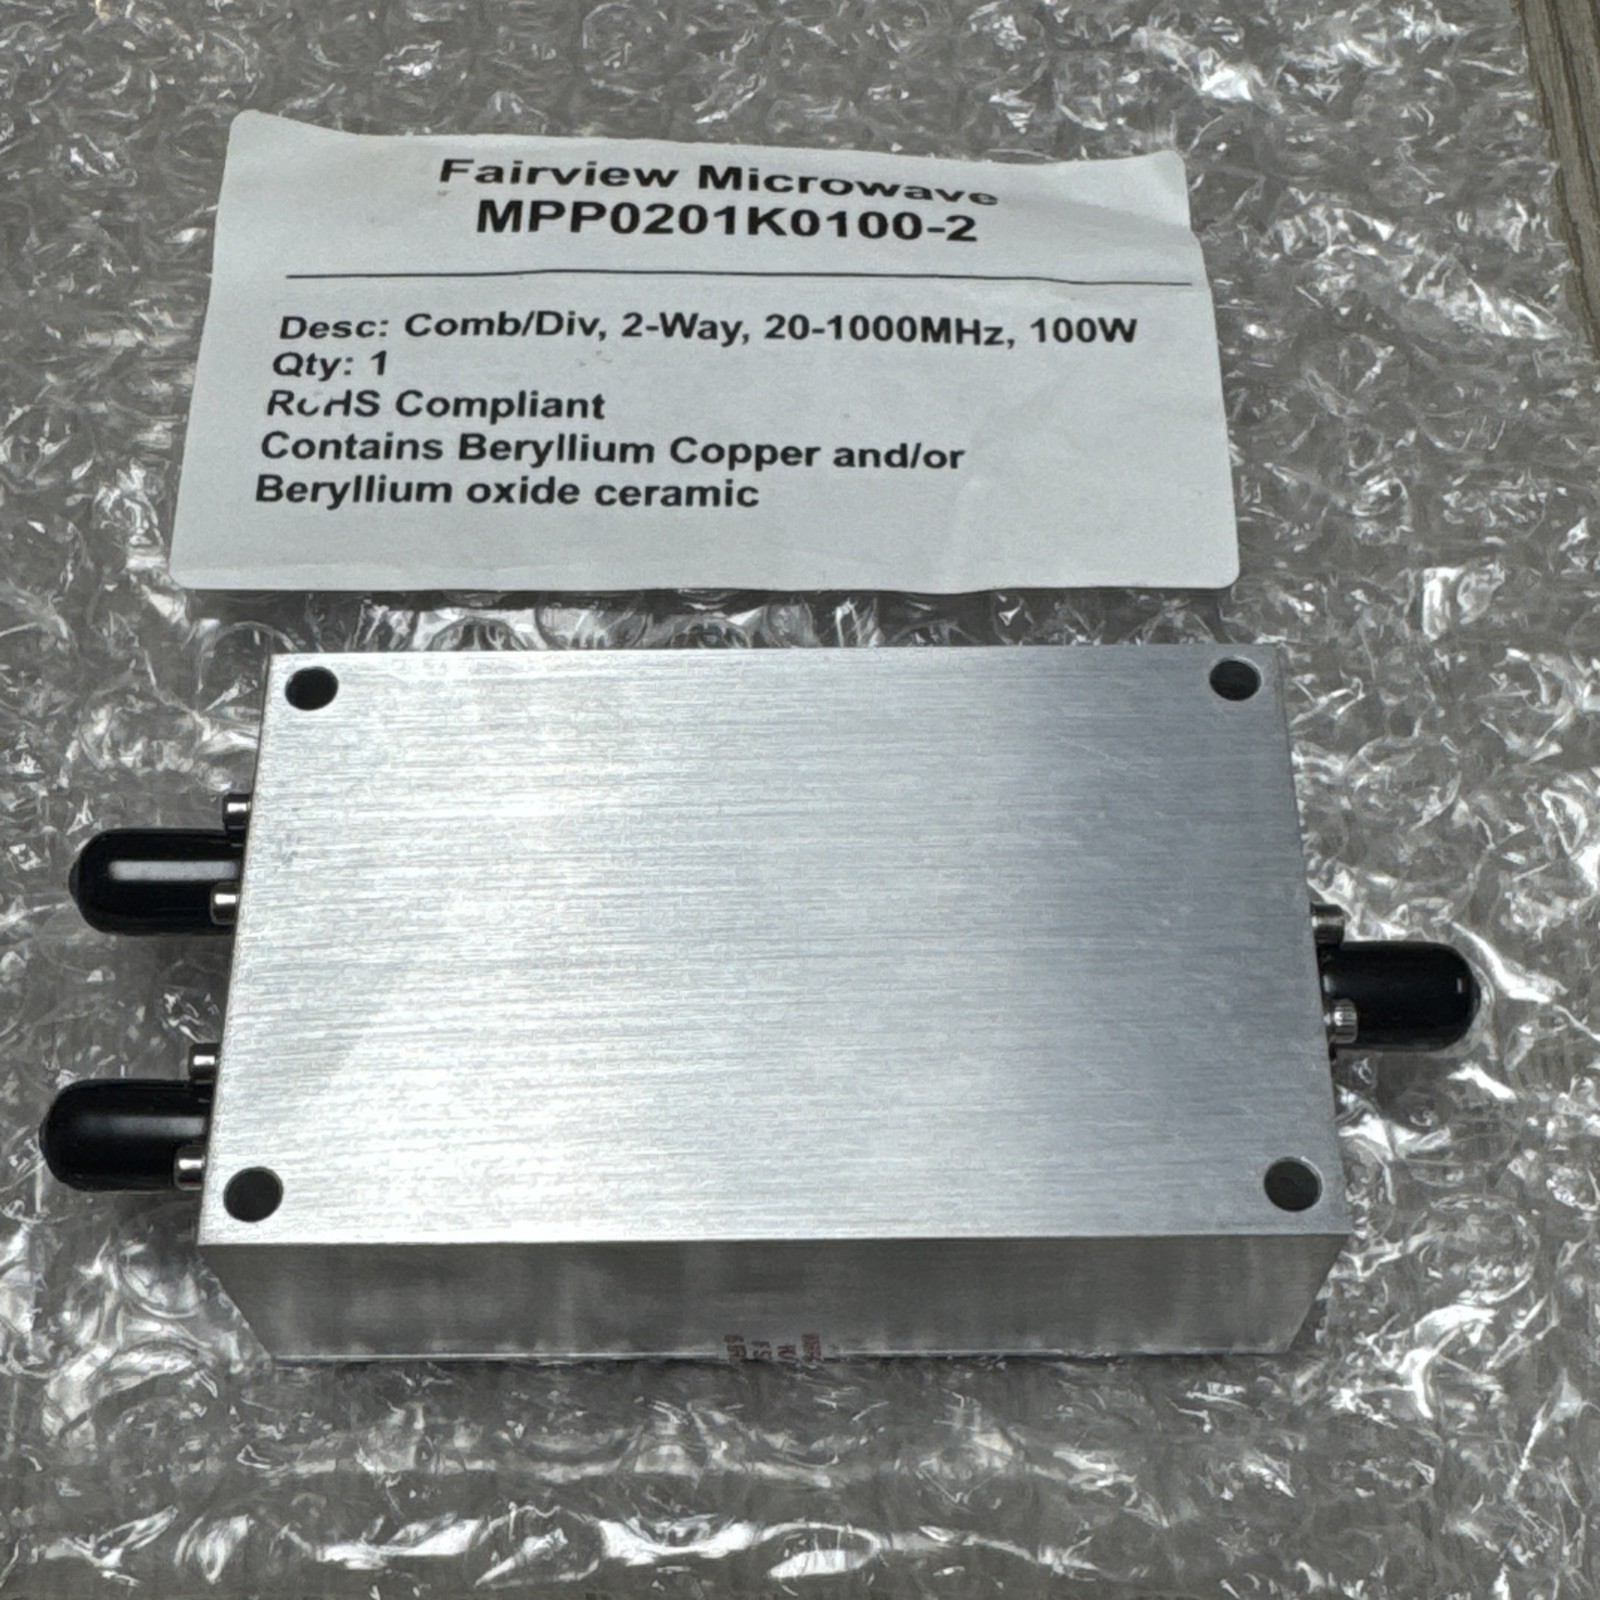 Fairview Microwave
MPP0201K0100-2
Desc: Comb/Div, 2-Way, 20-1000MHz, 100W
Qty: 1
RoHS Compliant
Contains Beryllium Copper and/or
Beryllium oxide ceramic